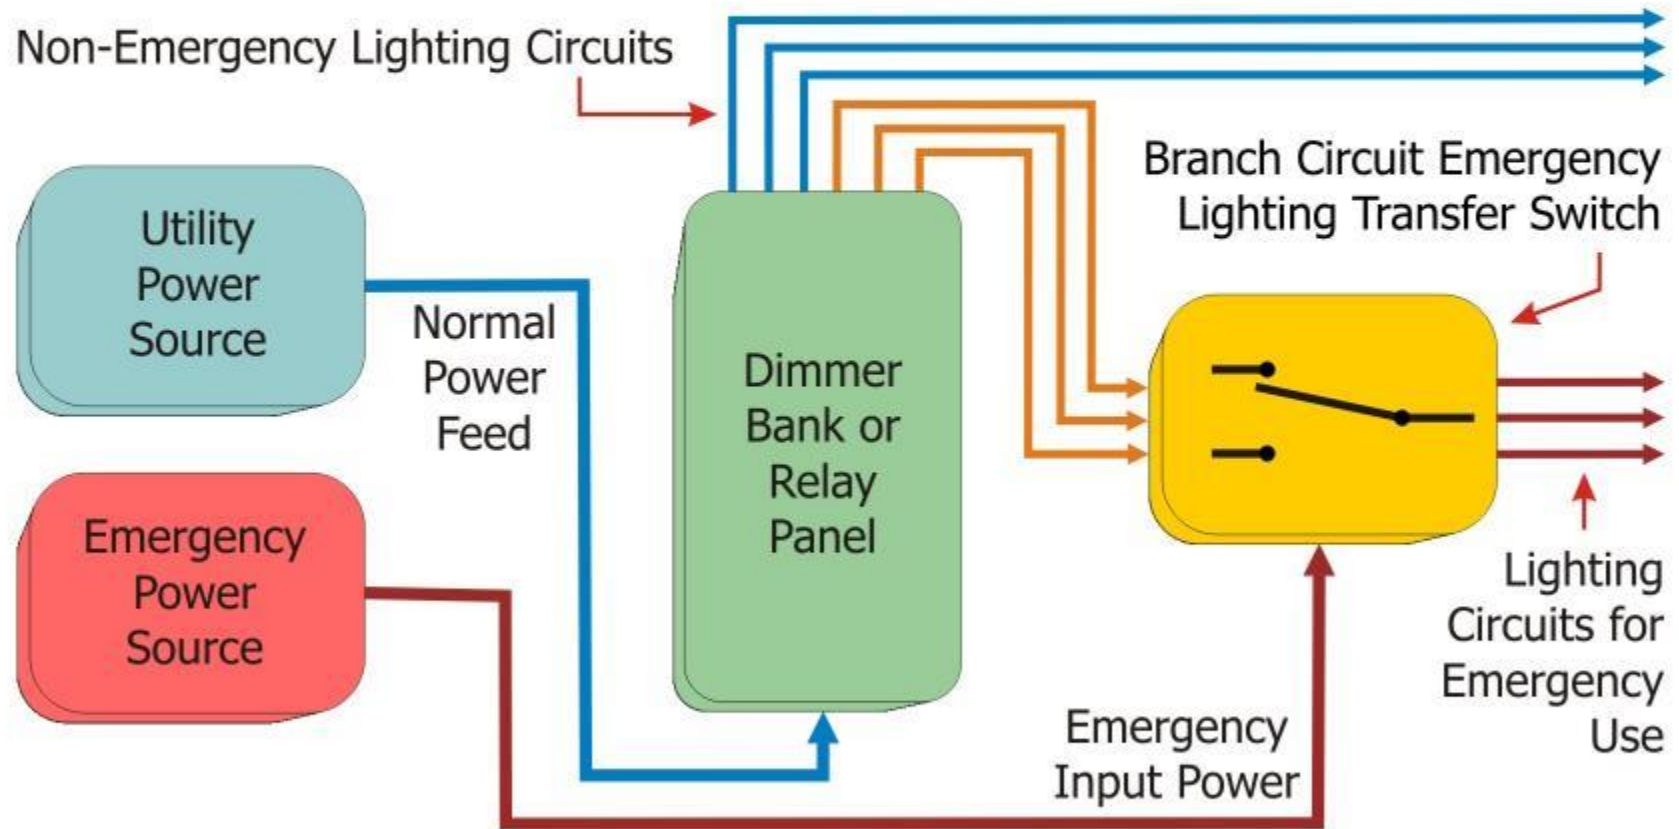 Non-Emergency Lighting Circuits
Branch Circuit Emergency
Lighting Transfer Switch
Utility
Power
Source
Normal
Power
Feed
Dimmer
Bank or
Relay
Panel
Emergency
Power
Source
Lighting
Circuits for
Emergency
Use
Emergency
Input Power